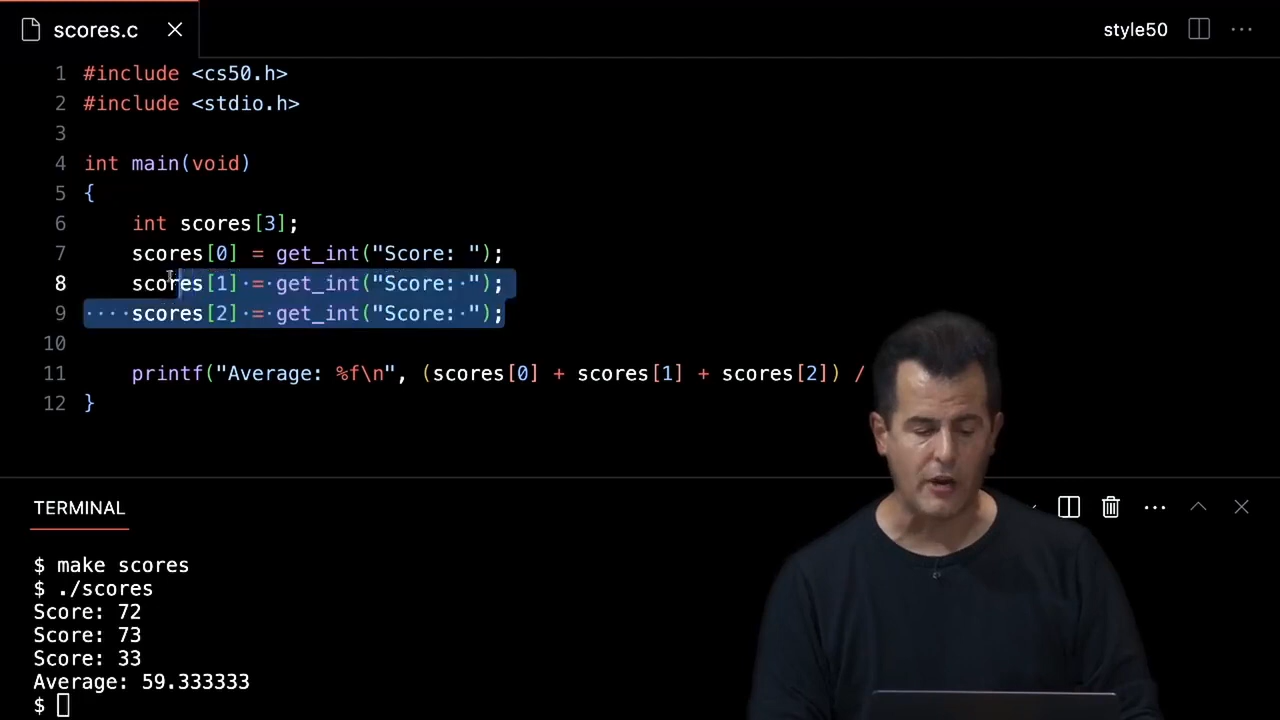 scores.c
style50
1 #include <cs50.h>
2 #include <stdio.h>
3
4 int main(void)
5 {
6 int scores[3];
7 scores[0] = get_int("Score: ");
8 scores[1] = get_int("Score: ");
9 scores[2] = get_int("Score: ");
10
11 printf("Average: %f\n", (scores[0] + scores[1] + scores[2]) /
12 }
TERMINAL
$ make scores
$ ./scores
Score: 72
Score: 73
Score: 33
Average: 59.333333
$